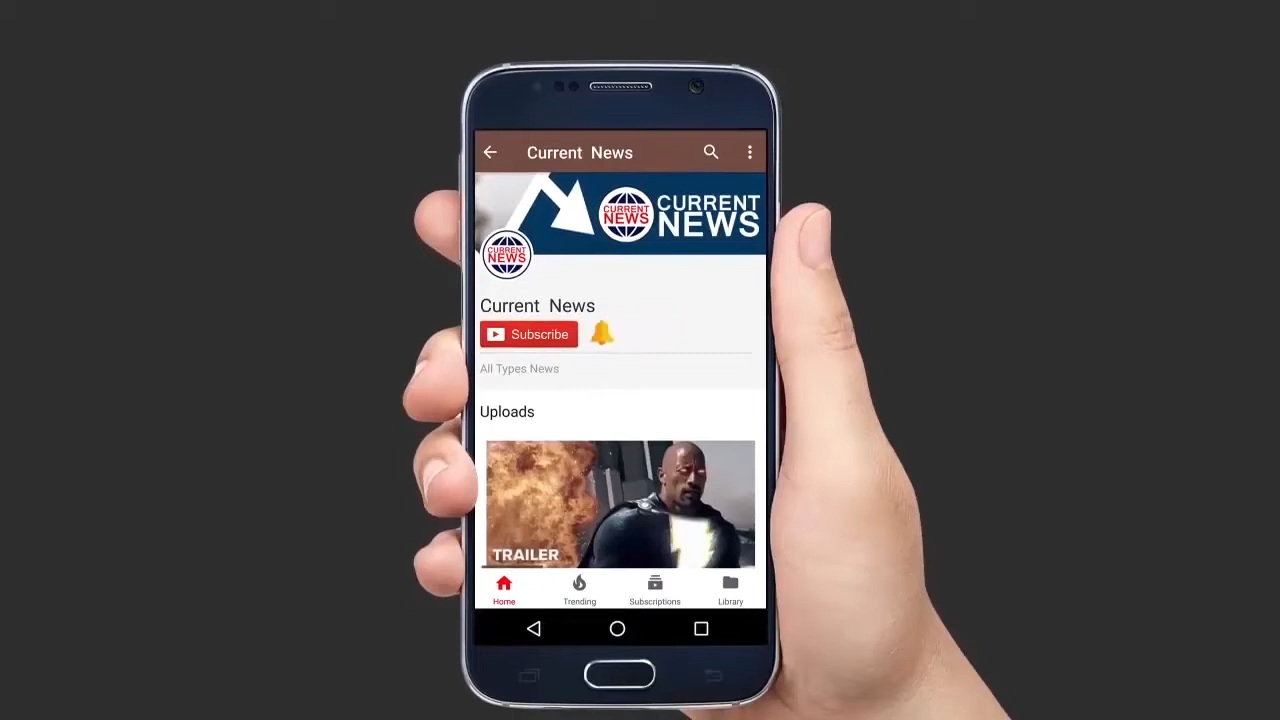 Current News
CURRENT
NEWS
CURRENT
NEWS
CURRENT
NEWS
Current News
Subscribe
All Types News
Uploads
TRAILER
Home Trending Subscriptions Library